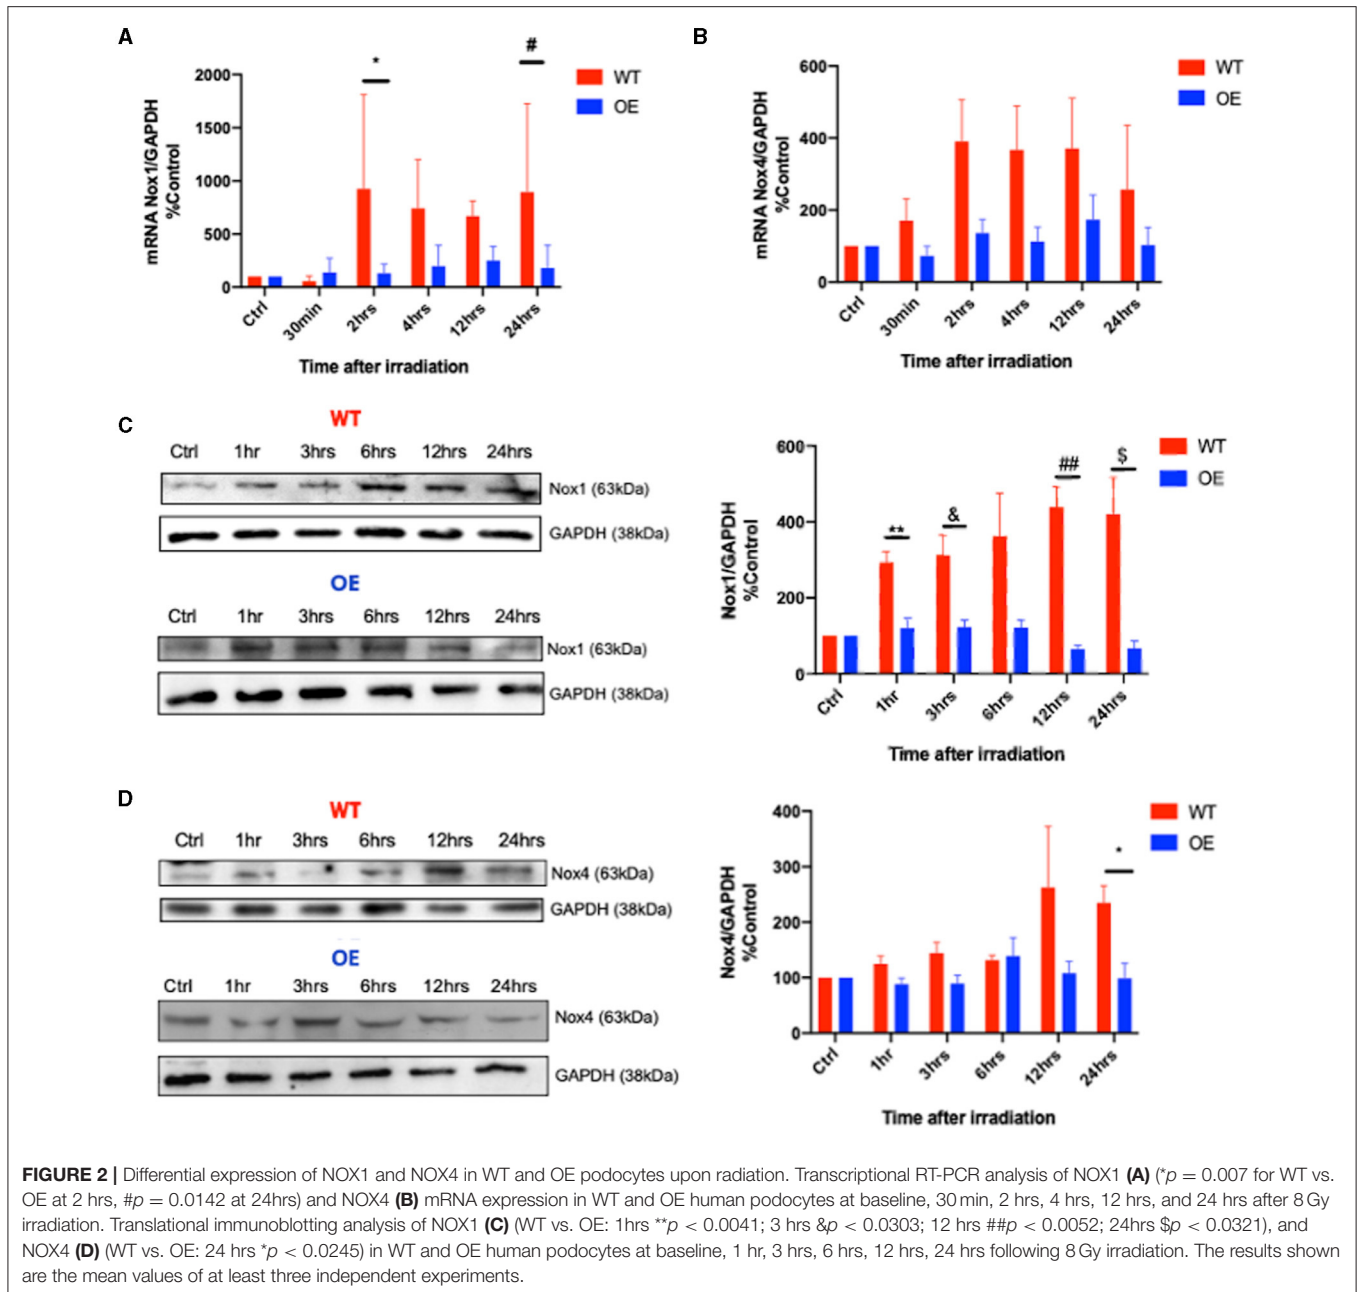 A
B
*
#
WT
OE
2000
1500
1000
500
0
mRNA Nox1/GAPDH
%Control
Ctrl
30min
2hrs
4hrs
12hrs
24hrs
Time after irradiation
WT
OE
600
400
200
0
mRNA Nox4/GAPDH
%Control
Ctrl
30min
2hrs
4hrs
12hrs
24hrs
Time after irradiation
C
WT
Ctrl 1hr 3hrs 6hrs 12hrs 24hrs
Nox1 (63kDa)
GAPDH (38kDa)
OE
Ctrl 1hr 3hrs 6hrs 12hrs 24hrs
Nox1 (63kDa)
GAPDH (38kDa)
WT
OE
600
400
200
0
Nox1/GAPDH
%Control
**
&
##
$
Ctrl
1hr
3hrs
6hrs
12hrs
24hrs
Time after irradiation
D
WT
Ctrl 1hr 3hrs 6hrs 12hrs 24hrs
Nox4 (63kDa)
GAPDH (38kDa)
OE
Ctrl 1hr 3hrs 6hrs 12hrs 24hrs
Nox4 (63kDa)
GAPDH (38kDa)
WT
OE
400
300
200
100
0
Nox4/GAPDH
%Control
*
Ctrl
1hr
3hrs
6hrs
12hrs
24hrs
Time after irradiation
FIGURE 2 | Differential expression of NOX1 and NOX4 in WT and OE podocytes upon radiation. Transcriptional RT-PCR analysis of NOX1 (A) (*p = 0.007 for WT vs.
OE at 2 hrs, #p = 0.0142 at 24hrs) and NOX4 (B) mRNA expression in WT and OE human podocytes at baseline, 30 min, 2 hrs, 4 hrs, 12 hrs, and 24 hrs after 8 Gy
irradiation. Translational immunoblotting analysis of NOX1 (C) (WT vs. OE: 1hrs **p < 0.0041; 3 hrs &p < 0.0303; 12 hrs ##p < 0.0052; 24hrs $p < 0.0321), and
NOX4 (D) (WT vs. OE: 24 hrs *p < 0.0245) in WT and OE human podocytes at baseline, 1 hr, 3 hrs, 6 hrs, 12 hrs, 24 hrs following 8 Gy irradiation. The results shown
are the mean values of at least three independent experiments.